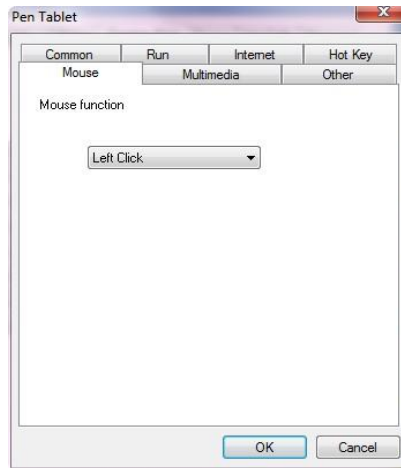 Pen Tablet
x
Common Run Internet Hot Key
Mouse Multimedia Other
Mouse function
Left Click
OK Cancel